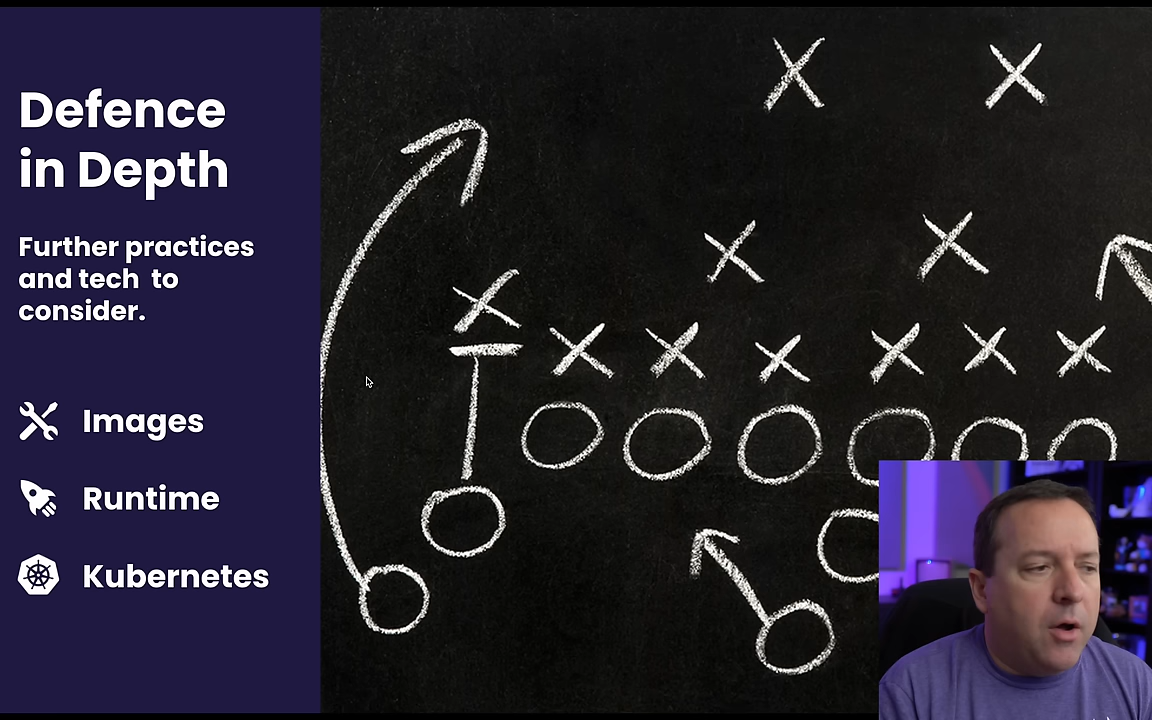 Defence
in Depth
Further practices
and tech to
consider.
Images
Runtime
Kubernetes